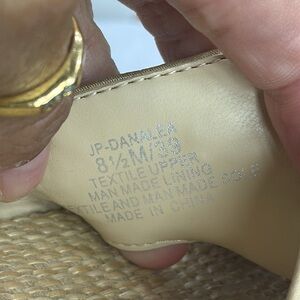 JP-DANALEA
8½M/39
TEXTILE UPPER
MAN MADE LINING
TEXTILE AND MAN MADE SOLE
MADE IN CHINA